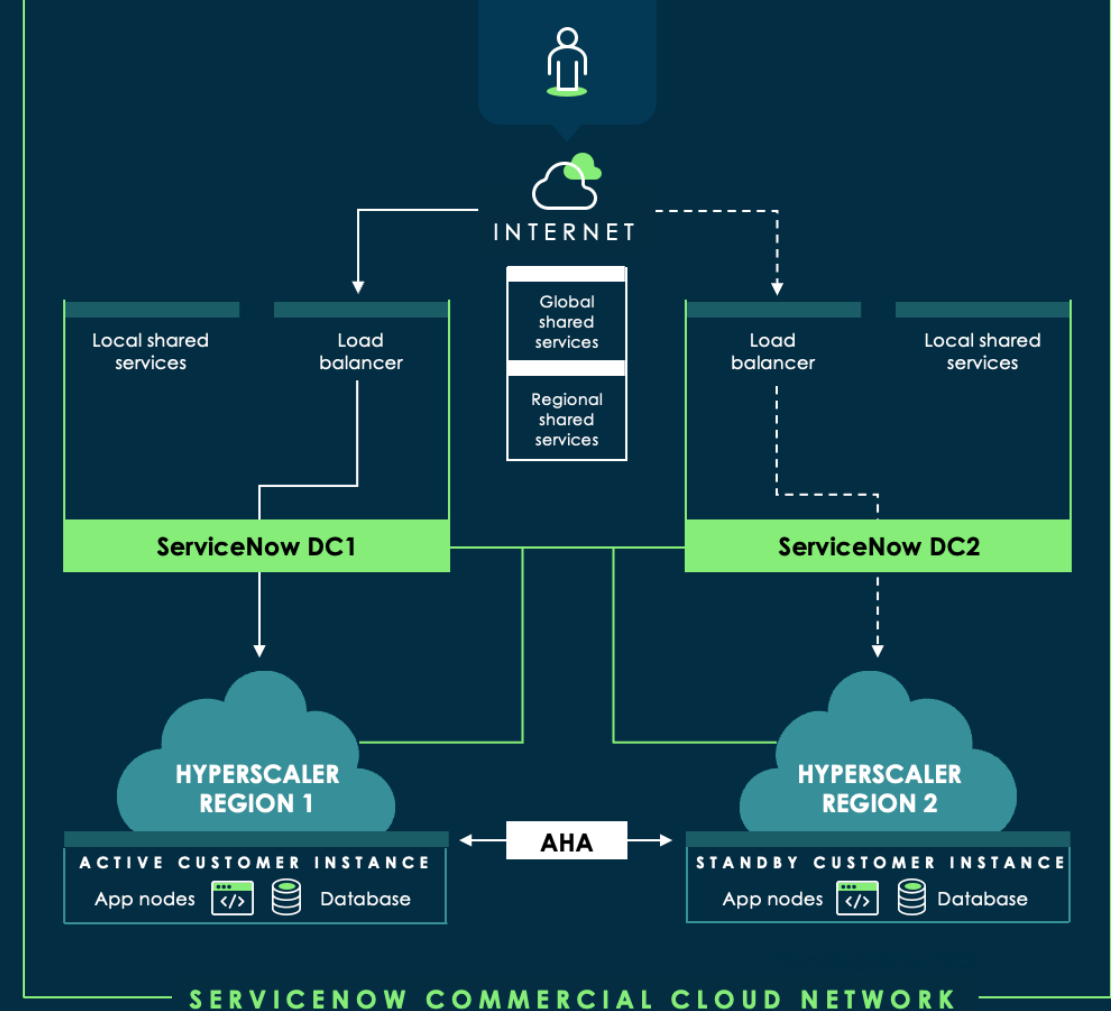 INTERNET
Global
shared
services
Regional
shared
services
Local shared
services
Load
balancer
ServiceNow DC1
Load
balancer
Local shared
services
ServiceNow DC2
HYPERSCALER
REGION 1
HYPERSCALER
REGION 2
AHA
ACTIVE CUSTOMER INSTANCE
App nodes </> Database
STANDBY CUSTOMER INSTANCE
App nodes </> Database
SERVICENOW COMMERCIAL CLOUD NETWORK